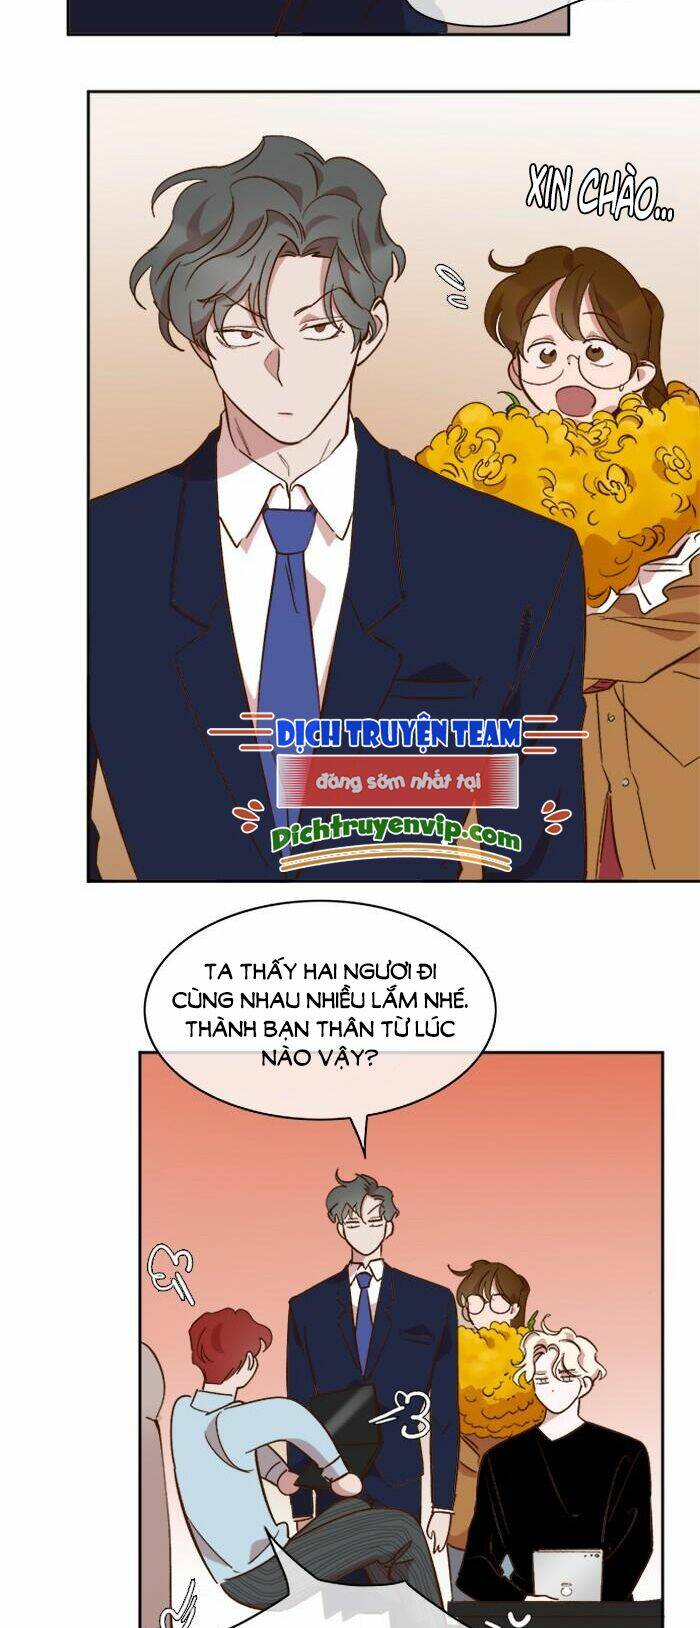 XIN CHÀO...
DỊCH TRUYỆN TEAM
đăng sớm nhất tại
Dichtruyenvip.com
TA THẤY HAI NGƯƠI ĐI
CÙNG NHAU NHIỀU LẮM NHÉ.
THÀNH BẠN THÂN TỪ LÚC
NÀO VẬY?